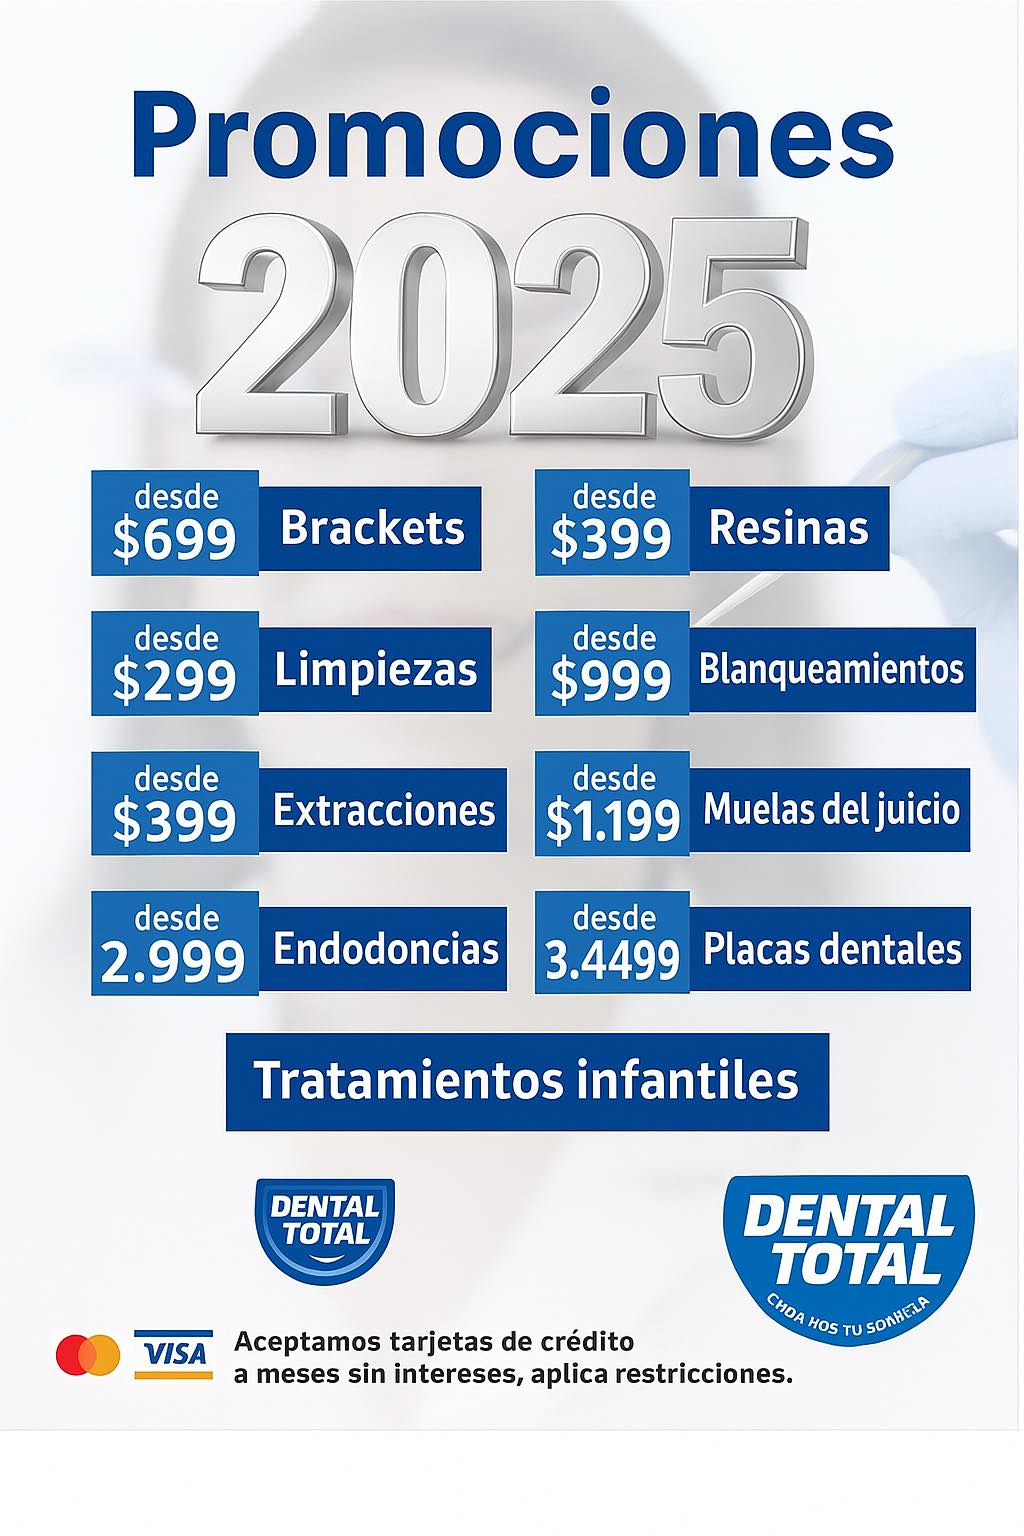 Promociones
2025
desde
$699
Brackets
desde
$399
Resinas
desde
$299
Limpiezas
desde
$999
Blanqueamientos
desde
$399
Extracciones
desde
$1.199
Muelas del juicio
desde
2.999
Endodoncias
desde
3.4499
Placas dentales
Tratamientos infantiles
DENTAL
TOTAL
DENTAL
TOTAL
HOS TU
VISA
Aceptamos tarjetas de crédito
a meses sin intereses, aplica restricciones.